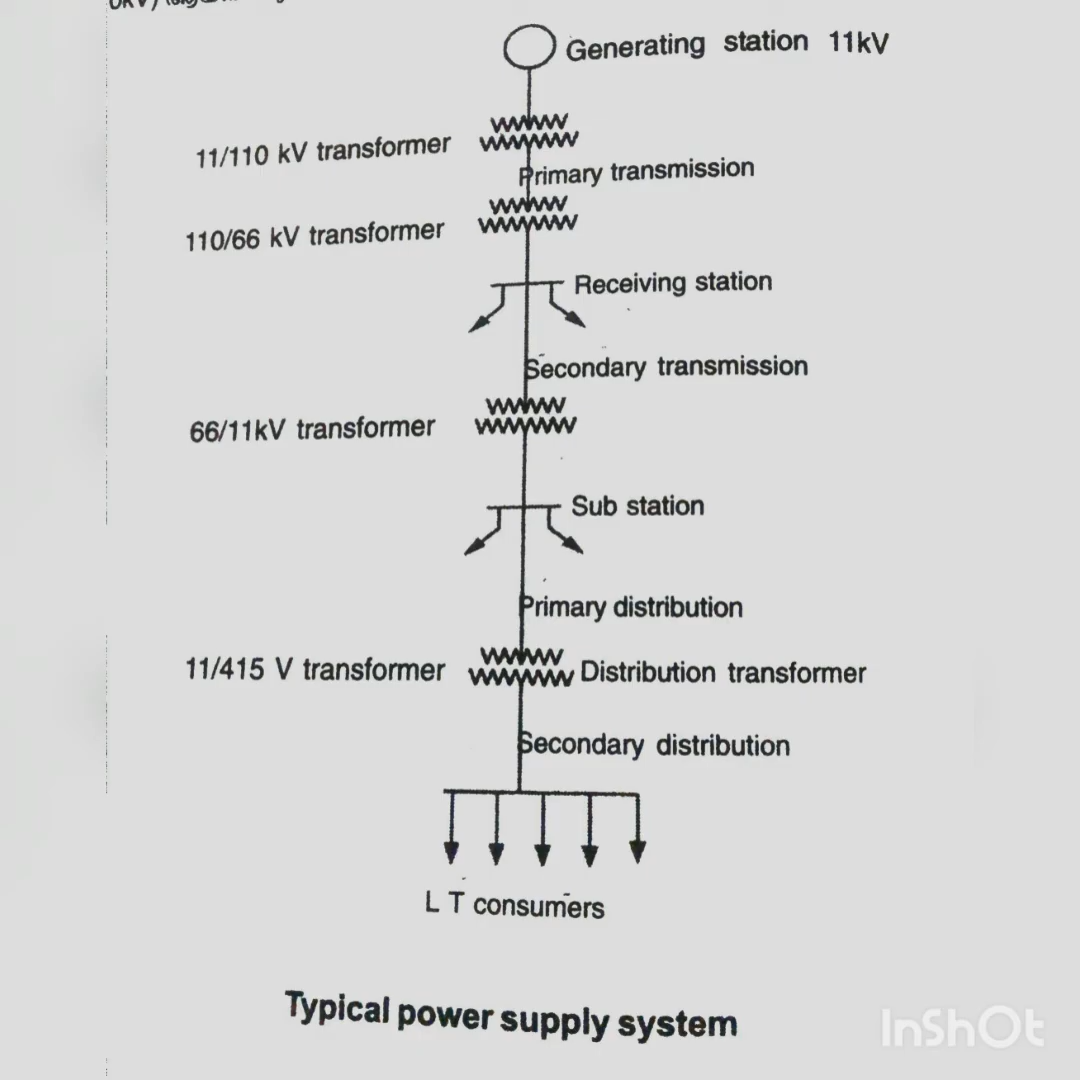 Generating station 11kV
11/110 kV transformer
Primary transmission
110/66 kV transformer
Receiving station
Secondary transmission
66/11kV transformer
Sub station
Primary distribution
11/415 V transformer
Distribution transformer
Secondary distribution
L T consumers
Typical power supply system
InShOt